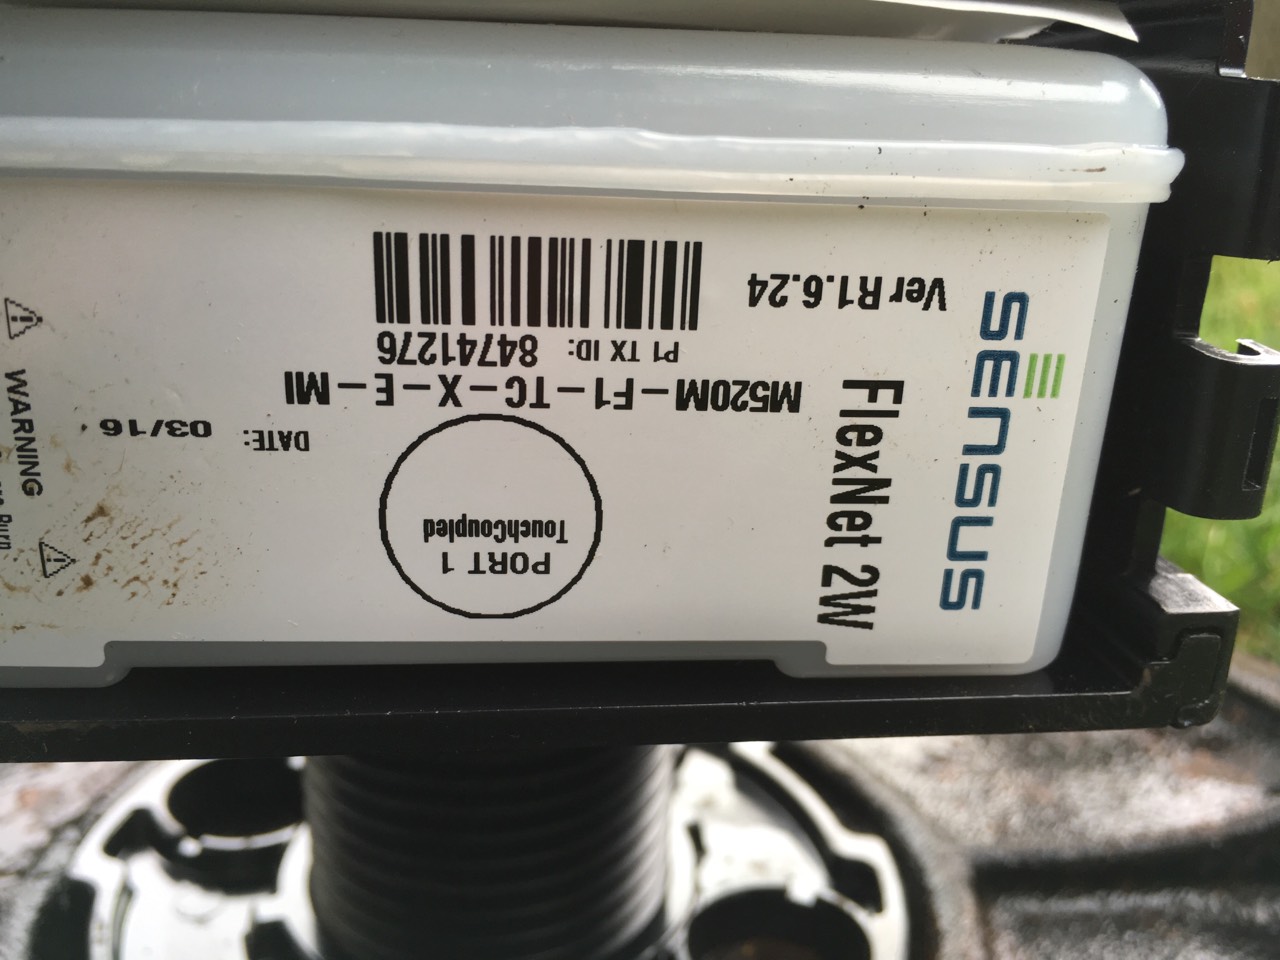 SENSUS
FlexNet 2W
Ver R1.6.24
P1 TX ID: 84741276
M520M-F1-TC-X-E-MI
DATE: 03/16
PORT 1
TouchCoupled
WARNING